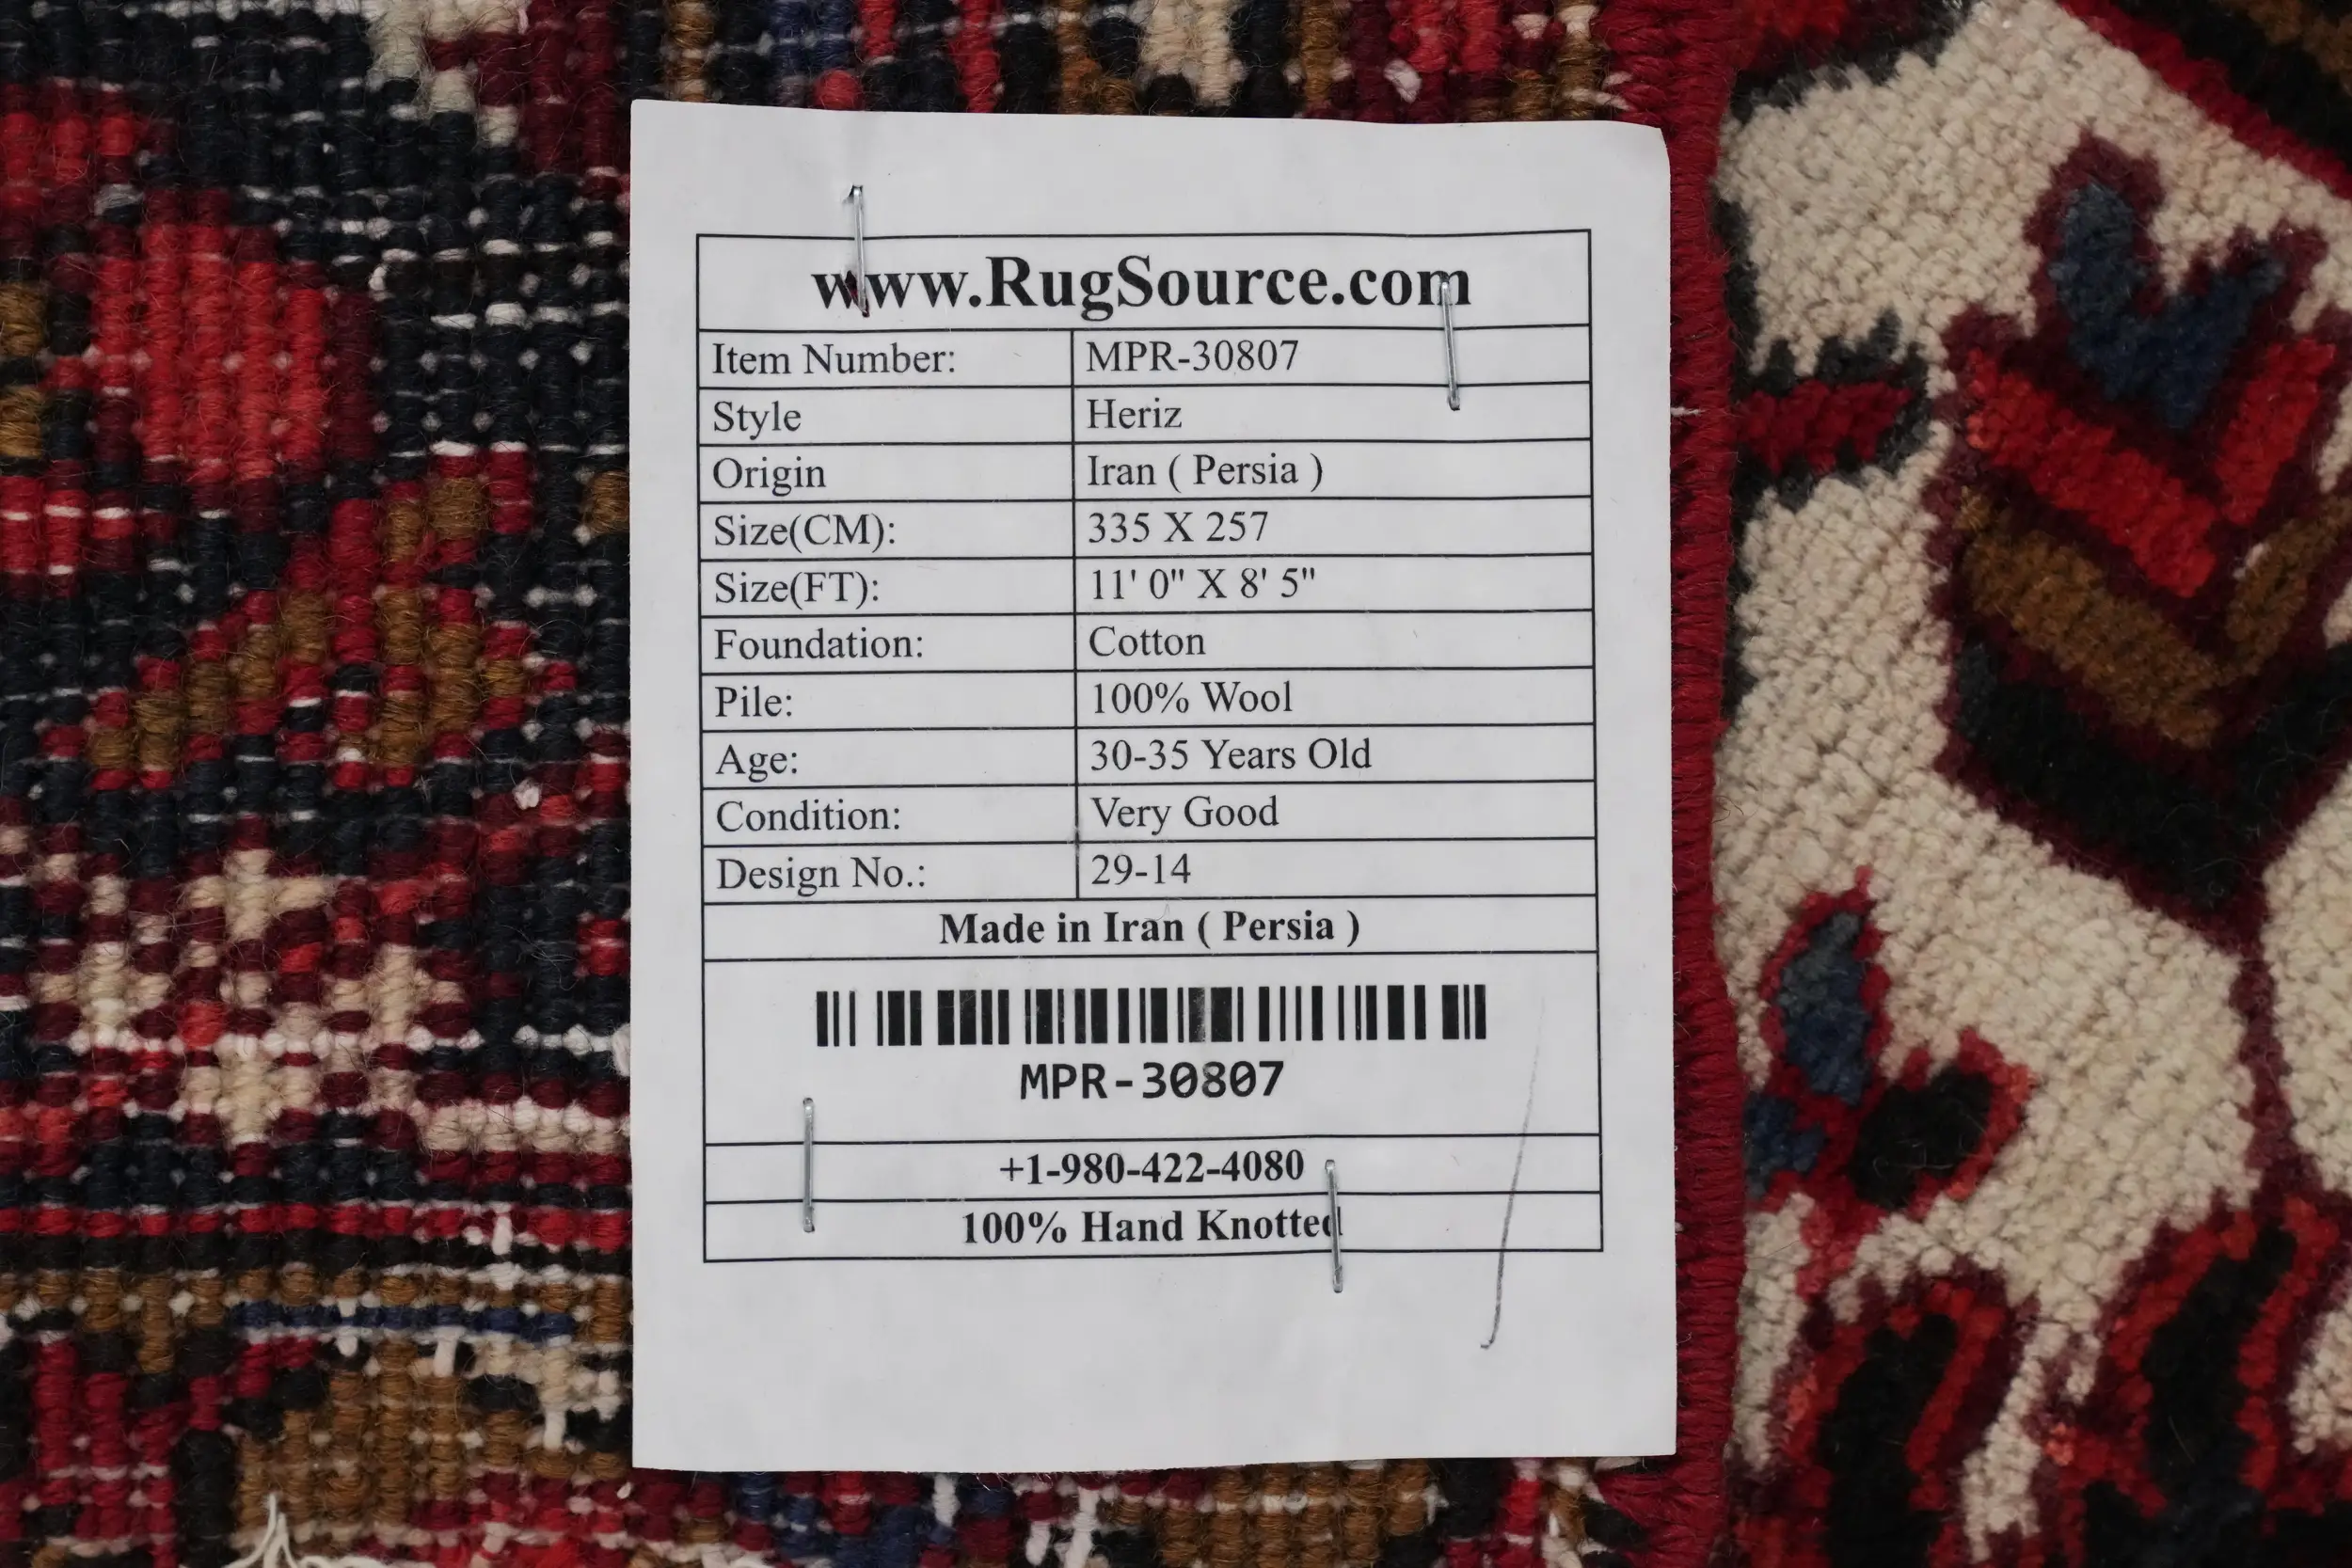 www.RugSource.com
Item Number: MPR-30807
Style Heriz
Origin Iran ( Persia )
Size(CM): 335 X 257
Size(FT): 11' 0" X 8' 5"
Foundation: Cotton
Pile: 100% Wool
Age: 30-35 Years Old
Condition: Very Good
Design No.: 29-14
Made in Iran ( Persia )
MPR-30807
+1-980-422-4080
100% Hand Knotted